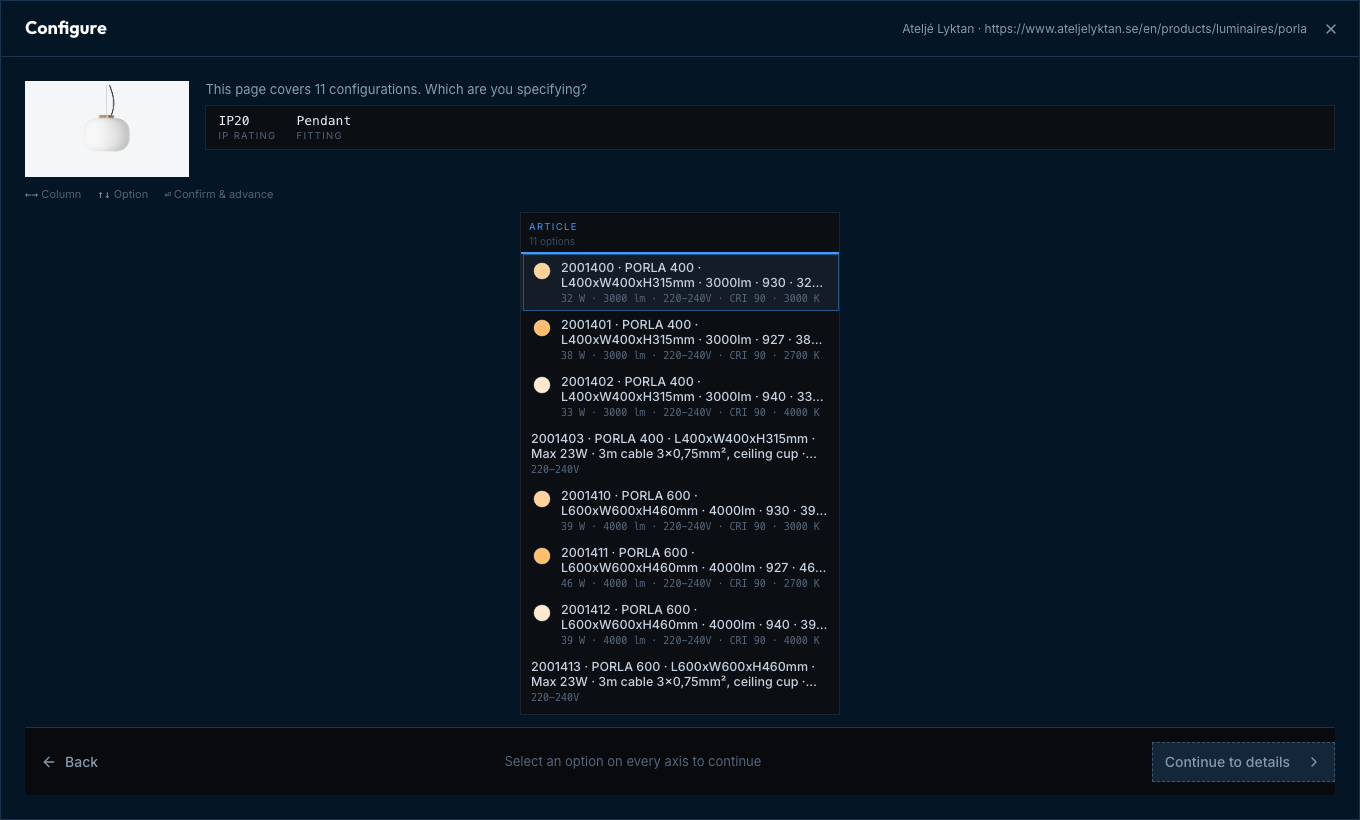 Configure
Ateljé Lyktan · https://www.ateljelyktan.se/en/products/luminaires/porla
This page covers 11 configurations. Which are you specifying?
IP20 Pendant
IP RATING FITTING
←→ Column ↑↓ Option ⏎ Confirm & advance
ARTICLE
11 options
2001400 · PORLA 400 ·
L400xW400xH315mm · 3000lm · 930 · 32…
32 W · 3000 lm · 220–240V · CRI 90 · 3000 K
2001401 · PORLA 400 ·
L400xW400xH315mm · 3000lm · 927 · 38…
38 W · 3000 lm · 220–240V · CRI 90 · 2700 K
2001402 · PORLA 400 ·
L400xW400xH315mm · 3000lm · 940 · 33…
33 W · 3000 lm · 220–240V · CRI 90 · 4000 K
2001403 · PORLA 400 · L400xW400xH315mm ·
Max 23W · 3m cable 3×0,75mm², ceiling cup ·…
220–240V
2001410 · PORLA 600 ·
L600xW600xH460mm · 4000lm · 930 · 39…
39 W · 4000 lm · 220–240V · CRI 90 · 3000 K
2001411 · PORLA 600 ·
L600xW600xH460mm · 4000lm · 927 · 46…
46 W · 4000 lm · 220–240V · CRI 90 · 2700 K
2001412 · PORLA 600 ·
L600xW600xH460mm · 4000lm · 940 · 39…
39 W · 4000 lm · 220–240V · CRI 90 · 4000 K
2001413 · PORLA 600 · L600xW600xH460mm ·
Max 23W · 3m cable 3×0,75mm², ceiling cup ·…
220–240V
← Back
Select an option on every axis to continue
Continue to details